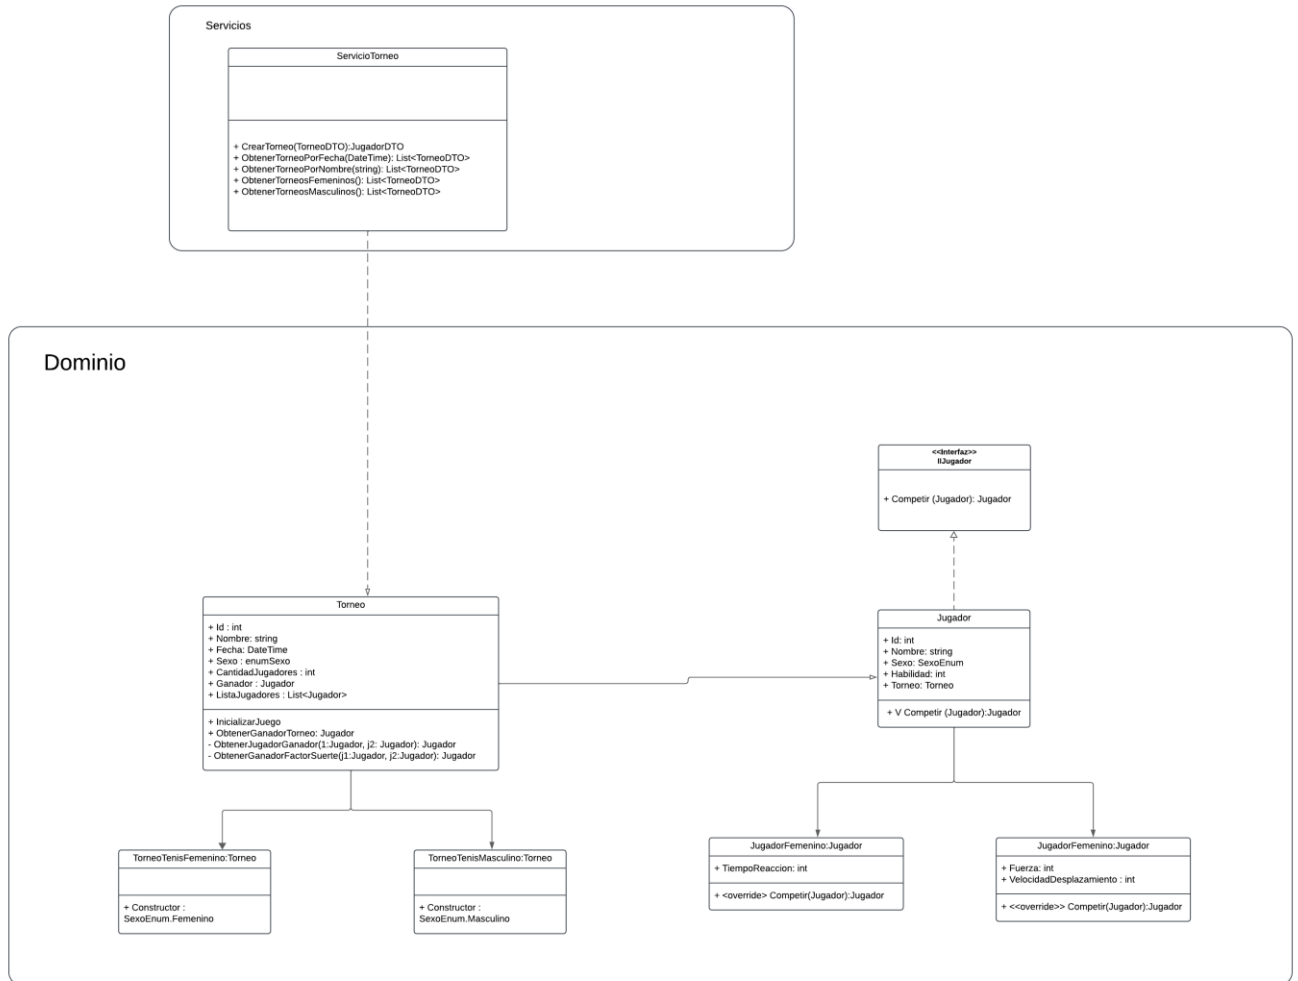 Servicios
ServicioTorneo
+ CrearTorneo(TorneoDTO):JugadorDTO
+ ObtenerTorneoPorFecha(DateTime): List<TorneoDTO>
+ ObtenerTorneoPorNombre(string): List<TorneoDTO>
+ ObtenerTorneosFemeninos(): List<TorneoDTO>
+ ObtenerTorneosMasculinos(): List<TorneoDTO>
Dominio
<<Interfaz>>
IIJugador
+ Competir (Jugador): Jugador
Torneo
+ Id : int
+ Nombre: string
+ Fecha: DateTime
+ Sexo : enumSexo
+ CantidadJugadores : int
+ Ganador : Jugador
+ ListaJugadores : List<Jugador>
+ InicializarJuego
+ ObtenerGanadorTorneo: Jugador
- ObtenerJugadorGanador(1:Jugador, j2: Jugador): Jugador
- ObtenerGanadorFactorSuerte(j1:Jugador, j2:Jugador): Jugador
Jugador
+ Id: int
+ Nombre: string
+ Sexo: SexoEnum
+ Habilidad: int
+ Torneo: Torneo
+ V Competir (Jugador):Jugador
TorneoTenisFemenino:Torneo
+ Constructor :
SexoEnum.Femenino
TorneoTenisMasculino:Torneo
+ Constructor :
SexoEnum.Masculino
JugadorFemenino:Jugador
+ TiempoReaccion: int
+ <override> Competir(Jugador):Jugador
JugadorFemenino:Jugador
+ Fuerza: int
+ VelocidadDesplazamiento : int
+ <<override>> Competir(Jugador):Jugador